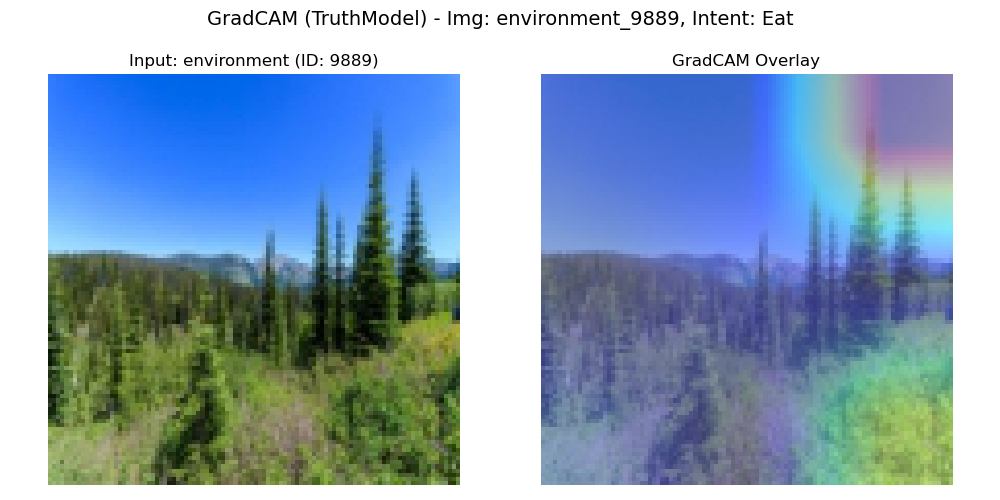 GradCAM (TruthModel) - Img: environment_9889, Intent: Eat
Input: environment (ID: 9889)
GradCAM Overlay